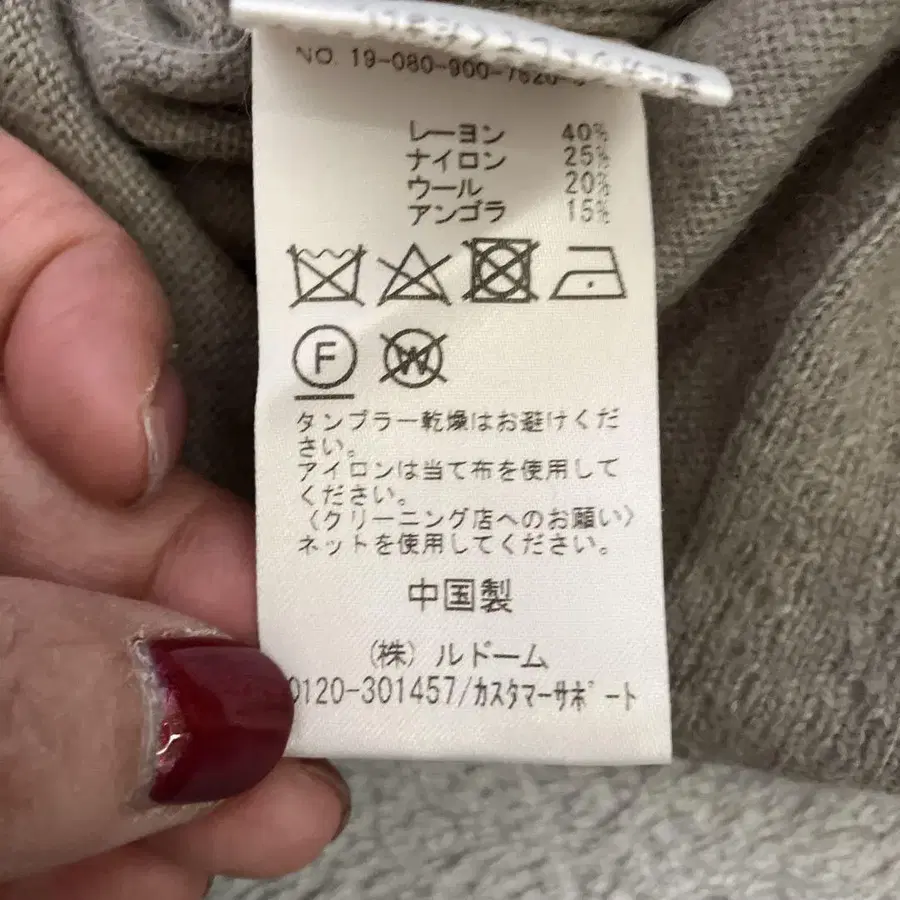 NO. 19-080-900-7820-
レーヨン 40%
ナイロン 25%
ウール 20%
アンゴラ 15%
F
W
タンブラー乾燥はお避けくだ
さい。
アイロンは当て布を使用して
ください。
〈クリーニング店へのお願い〉
ネットを使用してください。
中国製
(株) ルドーム
0120-301457/カスタマーサポート